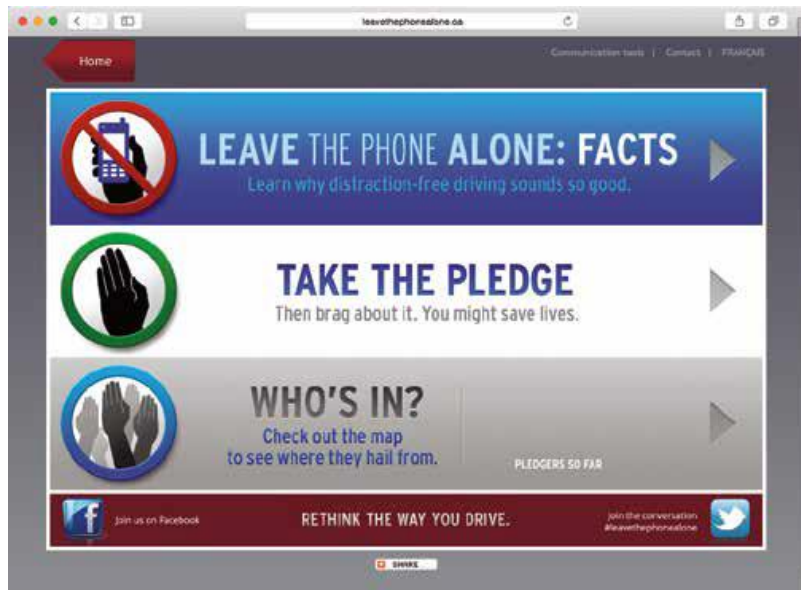 leavethephonealone.ca
Home
Communication tools | Contact | FRANÇAIS
LEAVE THE PHONE ALONE: FACTS
Learn why distraction-free driving sounds so good.
TAKE THE PLEDGE
Then brag about it. You might save lives.
WHO'S IN?
Check out the map
to see where they hail from.
PLEDGERS SO FAR
f
Join us on Facebook
RETHINK THE WAY YOU DRIVE.
Join the conversation
#leavethephonealone
SHARE